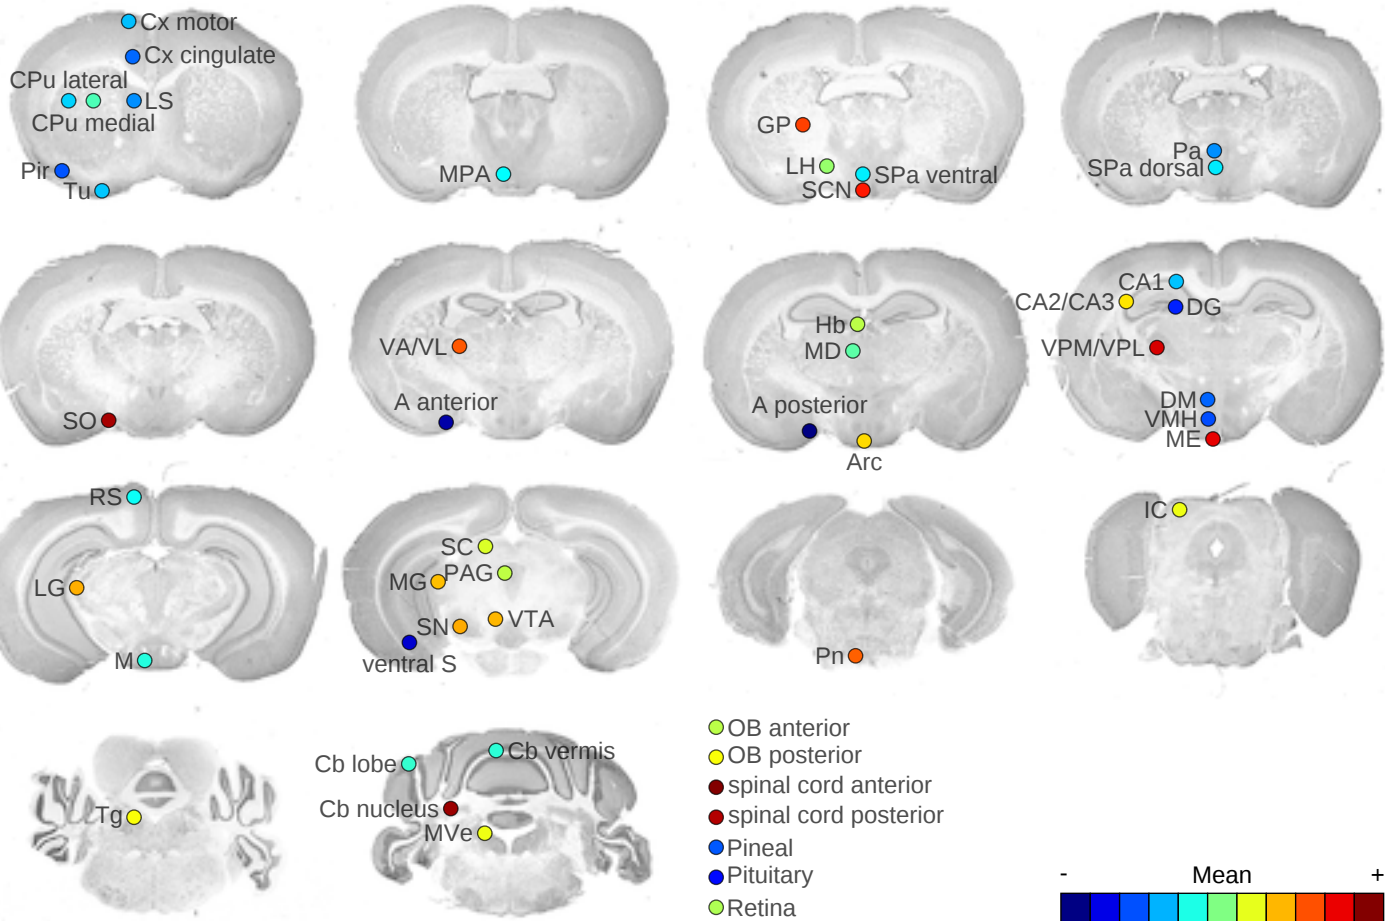 Cx motor
Cx cingulate
CPu lateral
LS
CPu medial
Pir
Tu
MPA
GP
LH
SPa ventral
SCN
Pa
SPa dorsal
SO
VA/VL
A anterior
Hb
MD
A posterior
Arc
CA1
CA2/CA3
DG
VPM/VPL
DM
VMH
ME
RS
LG
M
SC
PAG
MG
VTA
SN
ventral S
Pn
IC
Tg
Cb vermis
Cb lobe
Cb nucleus
MVe
OB anterior
OB posterior
spinal cord anterior
spinal cord posterior
Pineal
Pituitary
Retina
- Mean +